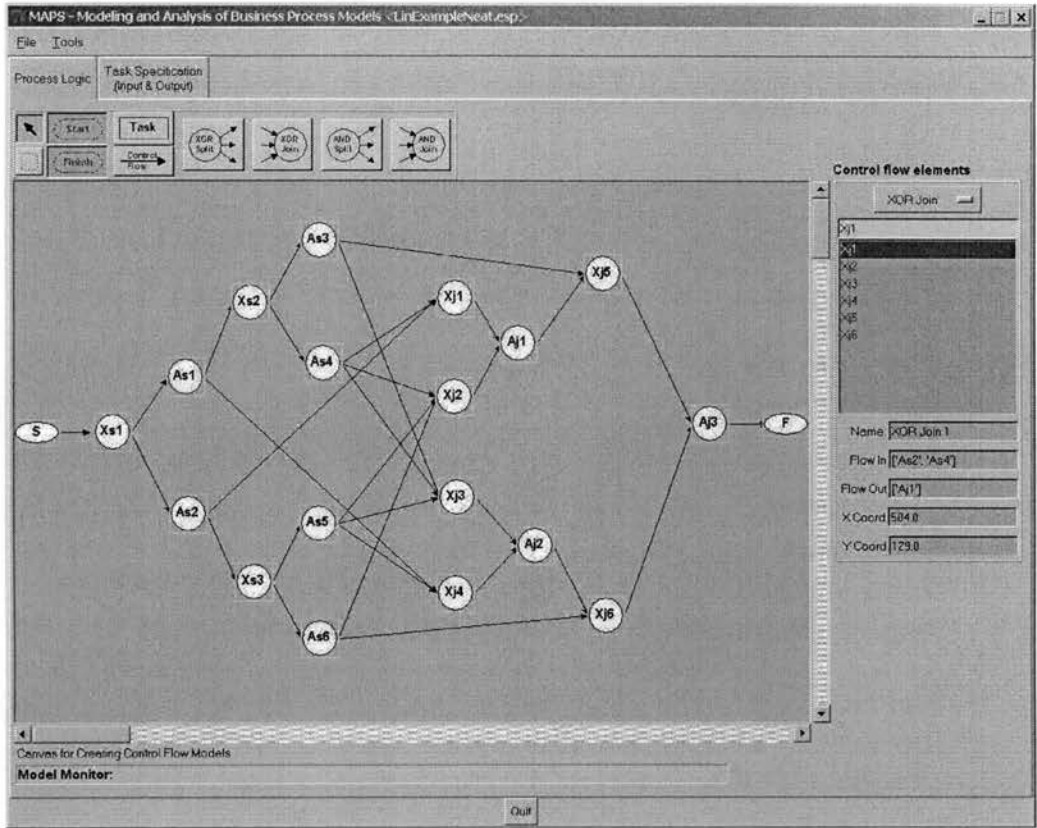 MAPS - Modeling and Analysis of Business Process Models <LinExampleNeat.esp>
File Tools
Process Logic
Task Specification
(Input & Output)
Start
Task
Finish
Control
Flow
XOR
Split
XOR
Join
AND
Split
AND
Join
Control flow elements
XOR Join
Xj1
Xj1
Xj2
Xj3
Xj4
Xj5
Xj6
Name: XOR Join 1
Flow In ['As2', 'As4']
Flow Out ['Aj1']
X Coord 504.0
Y Coord 129.0
As3
Xj5
Xs2
Xj1
Aj1
As4
As1
Xj2
S
Xs1
Aj3
F
As2
Xj3
As5
Aj2
Xs3
Xj4
Xj6
As6
Canvas for Creating Control Flow Models
Model Monitor:
Quit